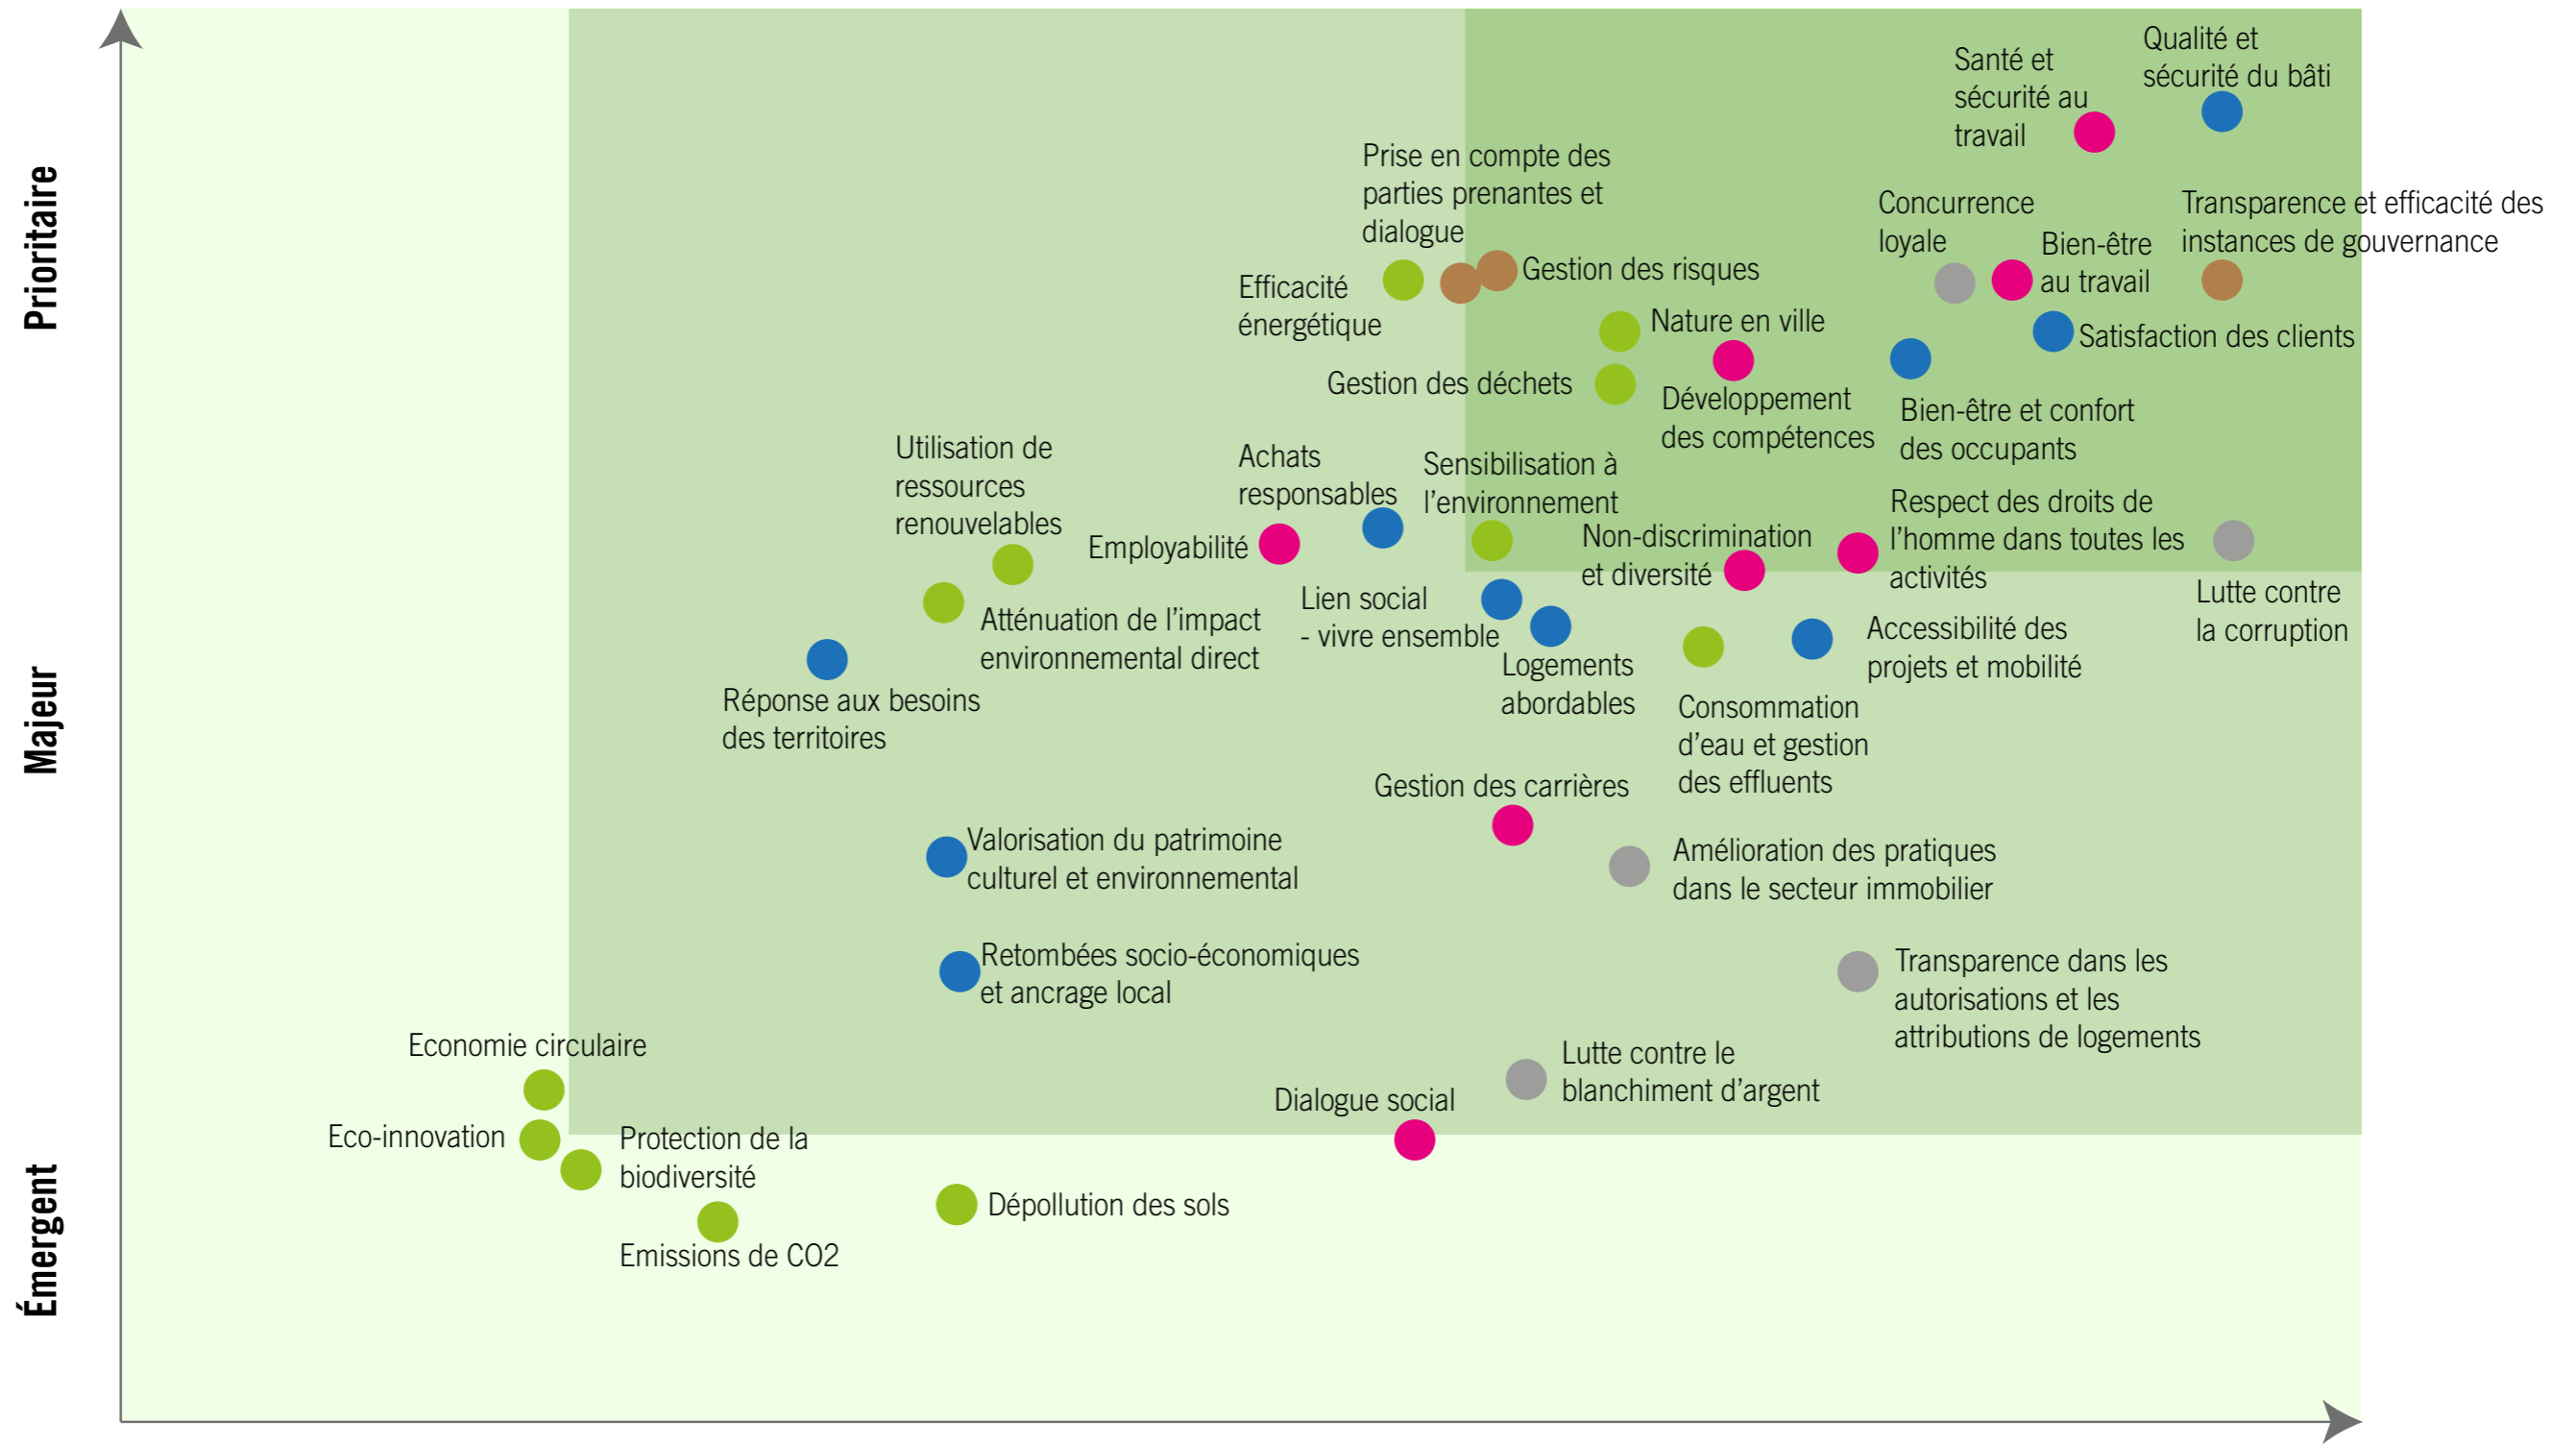 Prioritaire
Majeur
Émergent
Qualité et
sécurité du bâti
Santé et
sécurité au
travail
Prise en compte des
parties prenantes et
dialogue
Concurrence
loyale
Transparence et efficacité des
instances de gouvernance
Bien-être
au travail
Gestion des risques
Efficacité
énergétique
Nature en ville
Satisfaction des clients
Gestion des déchets
Développement
des compétences
Bien-être et confort
des occupants
Utilisation de
ressources
renouvelables
Achats
responsables
Sensibilisation à
l'environnement
Employabilité
Non-discrimination
et diversité
Respect des droits de
l'homme dans toutes les
activités
Lutte contre
la corruption
Atténuation de l'impact
environnemental direct
Lien social
- vivre ensemble
Logements
abordables
Accessibilité des
projets et mobilité
Réponse aux besoins
des territoires
Consommation
d'eau et gestion
des effluents
Gestion des carrières
Valorisation du patrimoine
culturel et environnemental
Amélioration des pratiques
dans le secteur immobilier
Retombées socio-économiques
et ancrage local
Transparence dans les
autorisations et les
attributions de logements
Economie circulaire
Lutte contre le
blanchiment d'argent
Dialogue social
Eco-innovation
Protection de la
biodiversité
Dépollution des sols
Emissions de CO2